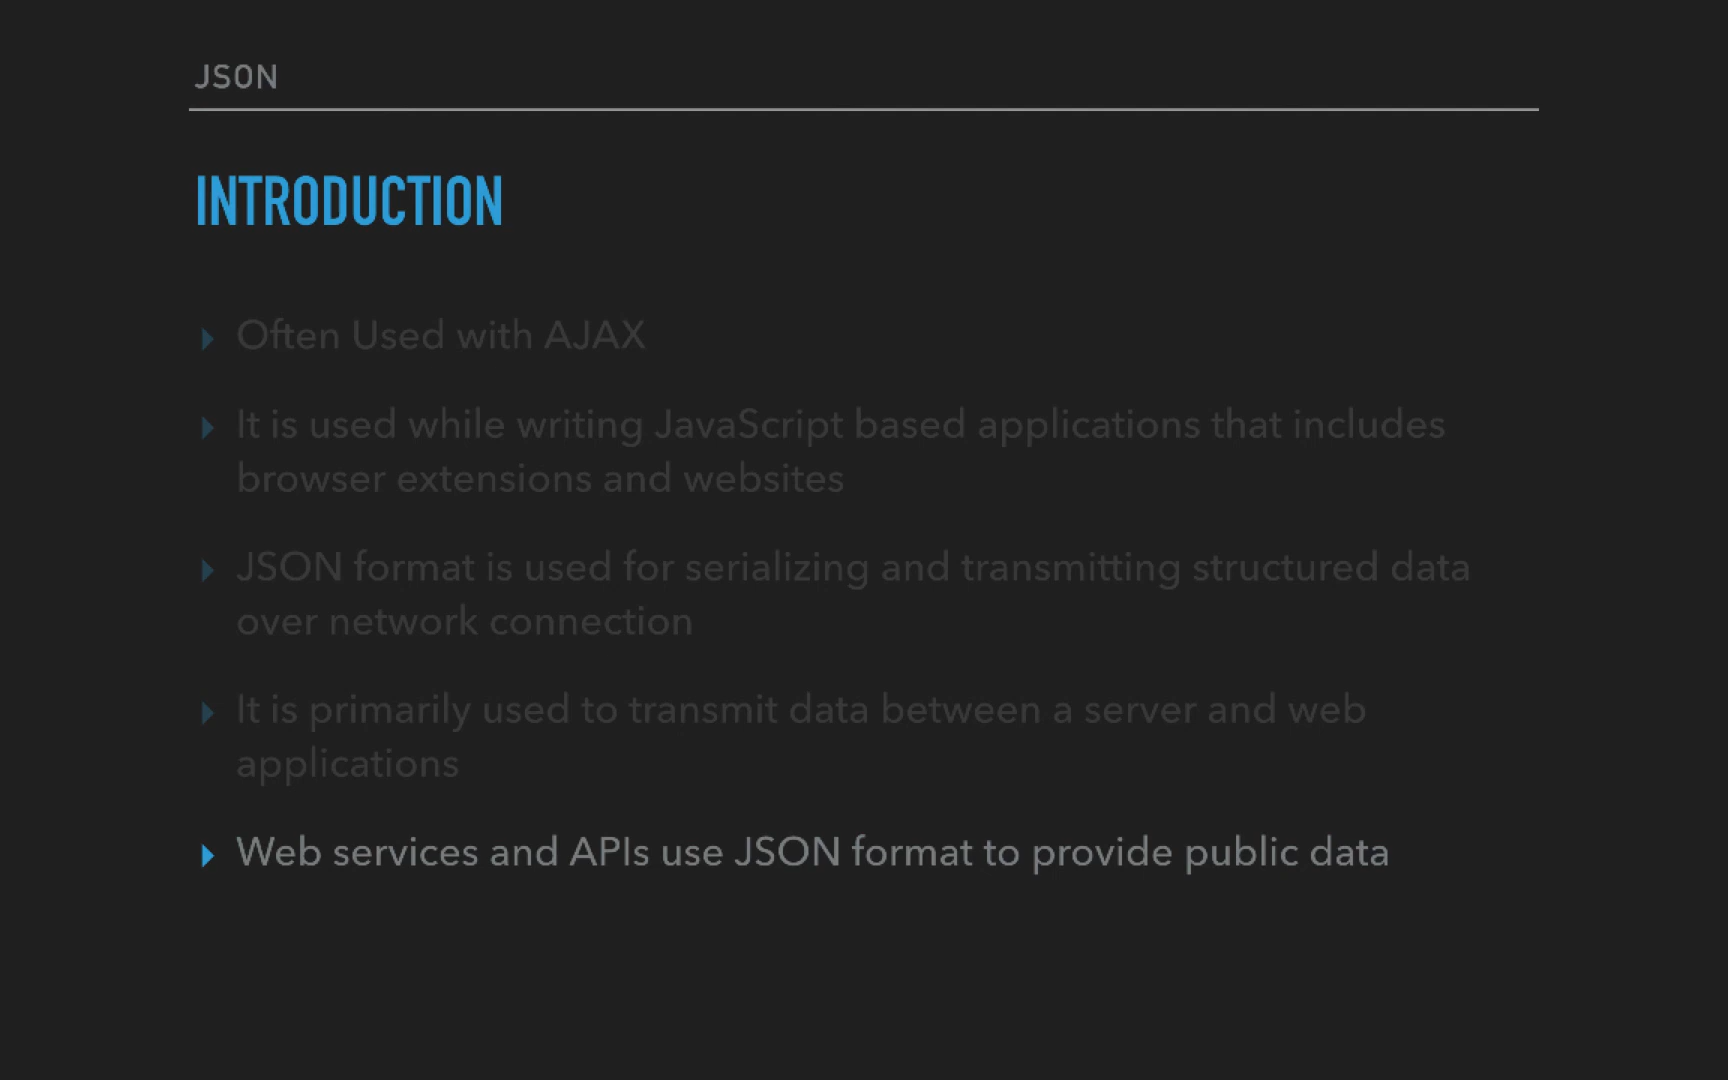 JSON
INTRODUCTION
Often Used with AJAX
It is used while writing JavaScript based applications that includes
browser extensions and websites
JSON format is used for serializing and transmitting structured data
over network connection
It is primarily used to transmit data between a server and web
applications
Web services and APIs use JSON format to provide public data